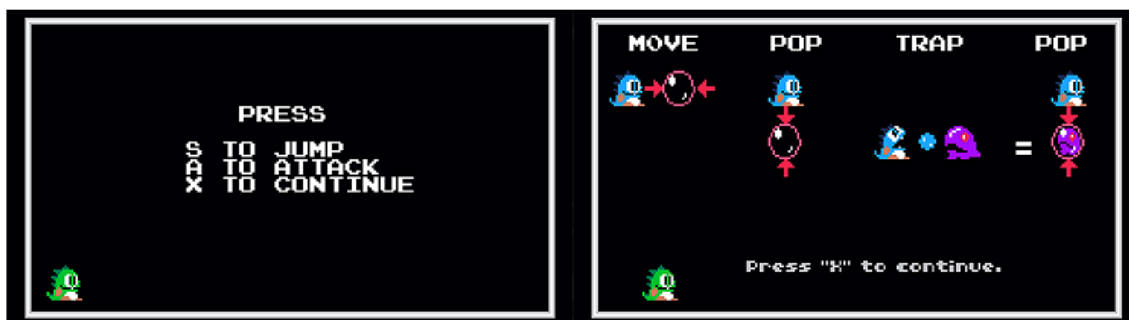 PRESS
S TO JUMP
A TO ATTACK
X TO CONTINUE
MOVE POP TRAP POP
=
Press "X" to continue.